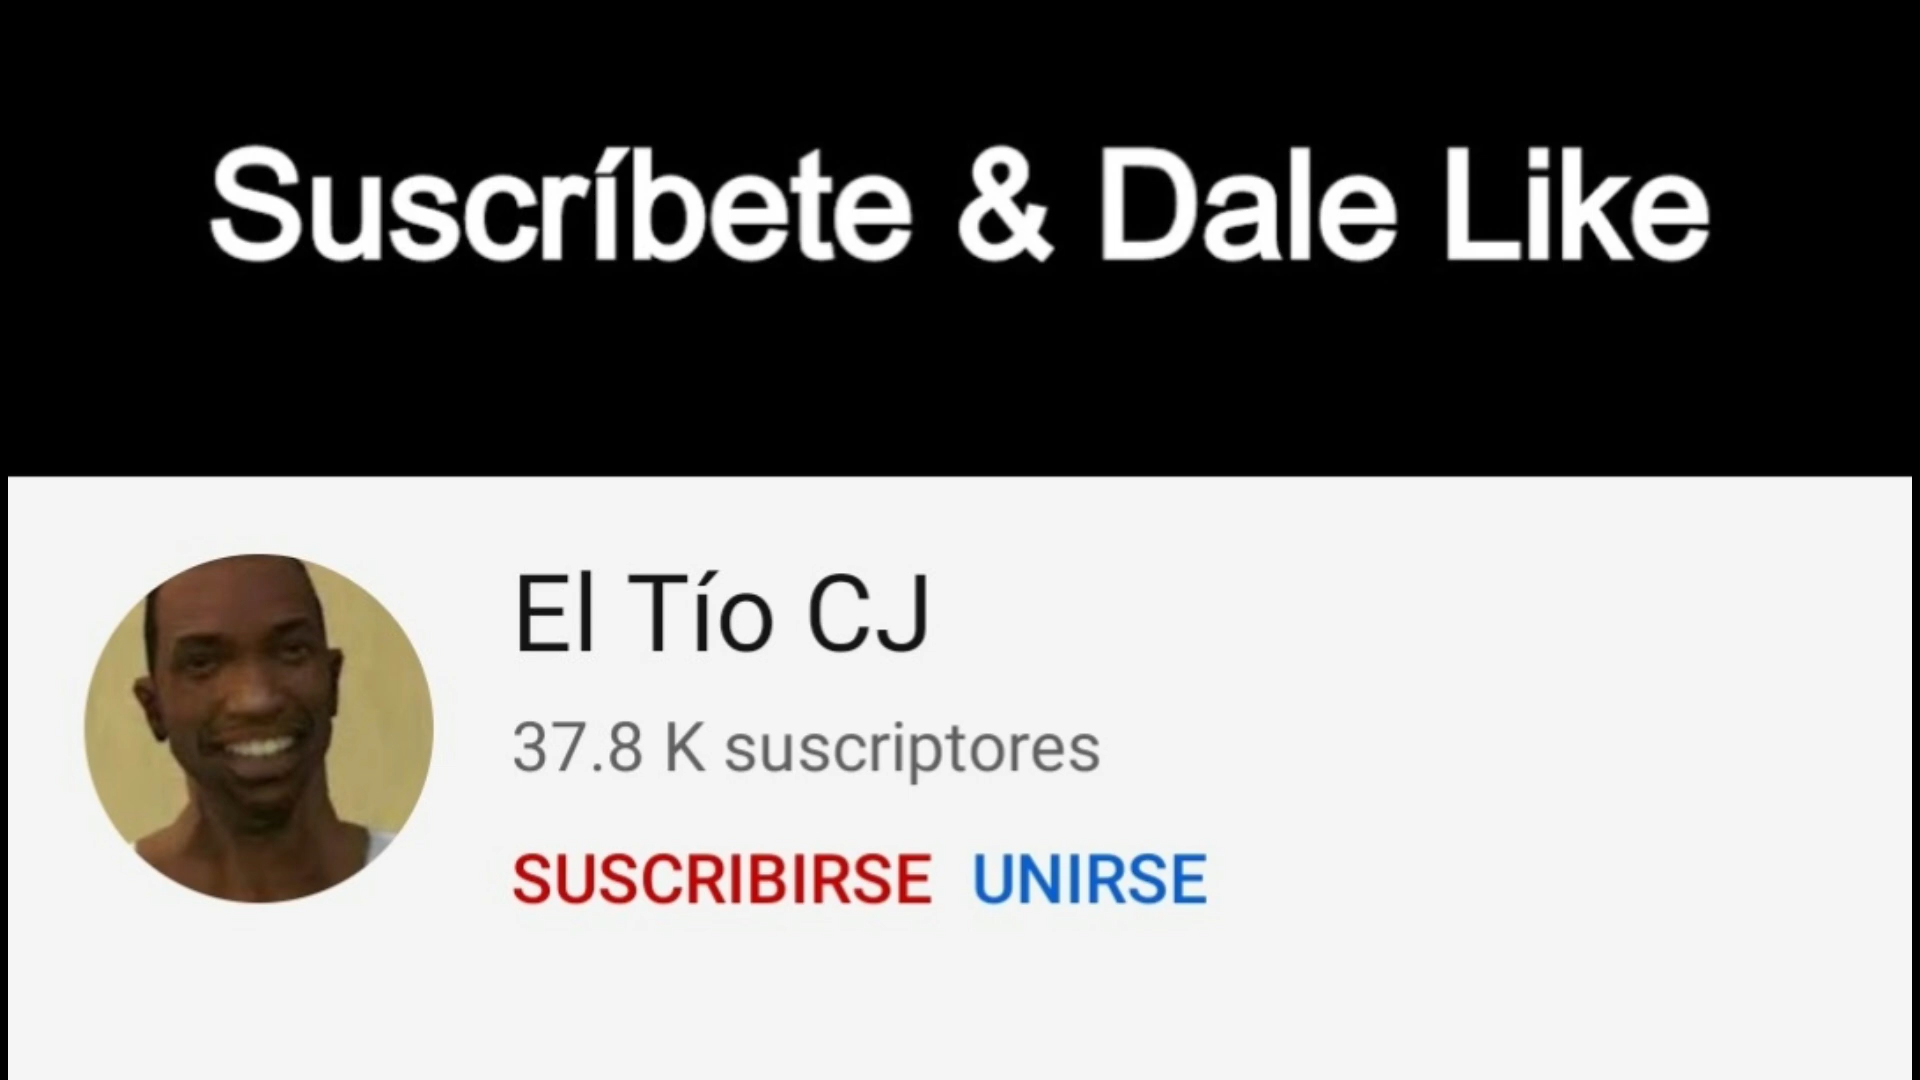 Suscríbete & Dale Like
El Tío CJ
37.8 K suscriptores
SUSCRIBIRSE UNIRSE